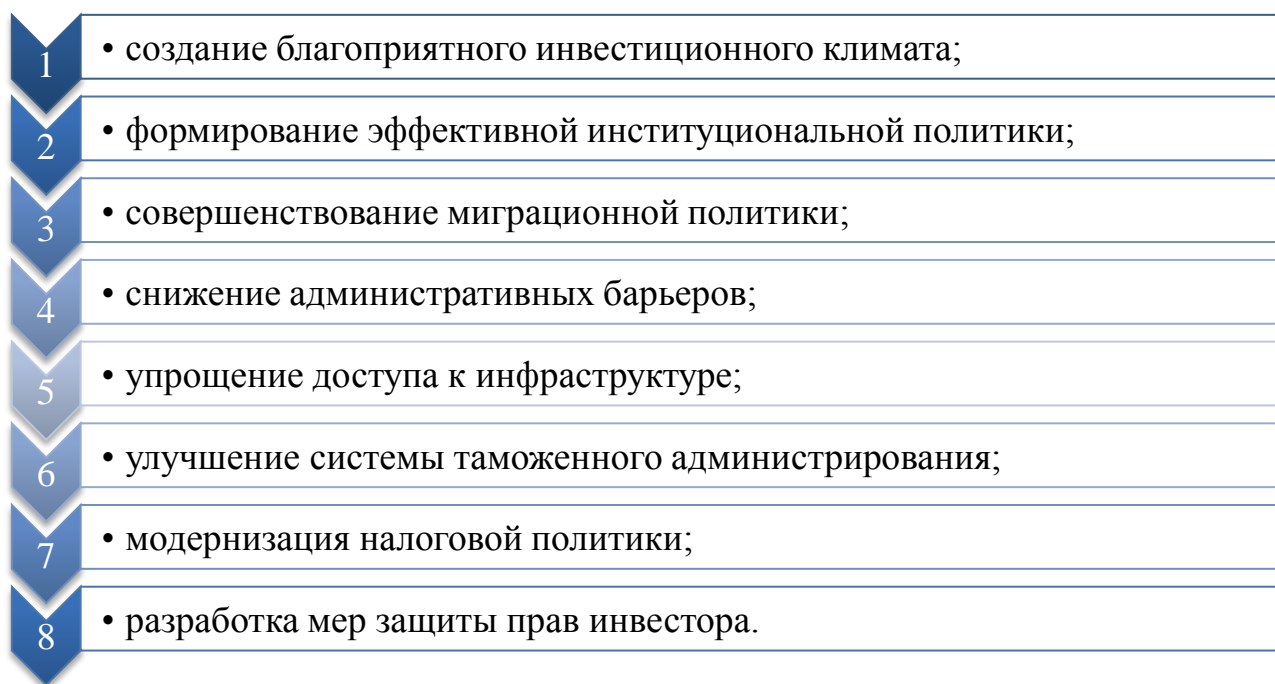 1 • создание благоприятного инвестиционного климата;
2 • формирование эффективной институциональной политики;
3 • совершенствование миграционной политики;
4 • снижение административных барьеров;
5 • упрощение доступа к инфраструктуре;
6 • улучшение системы таможенного администрирования;
7 • модернизация налоговой политики;
8 • разработка мер защиты прав инвестора.